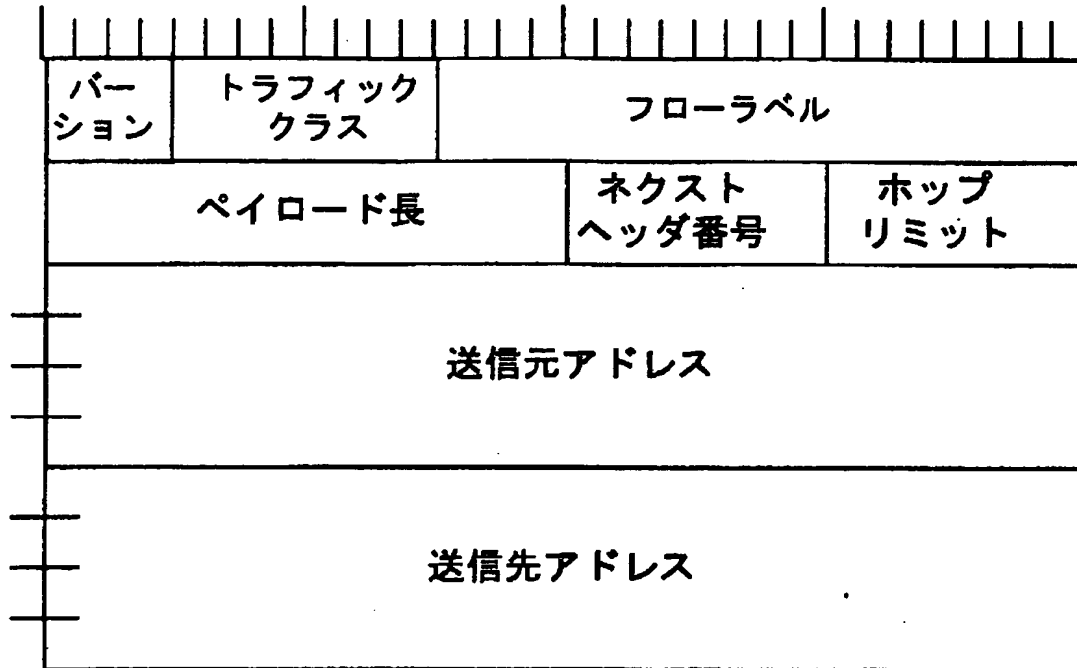 バー
ション
トラフィック
クラス
フローラベル
ペイロード長
ネクスト
ヘッダ番号
ホップ
リミット
送信元アドレス
送信先アドレス